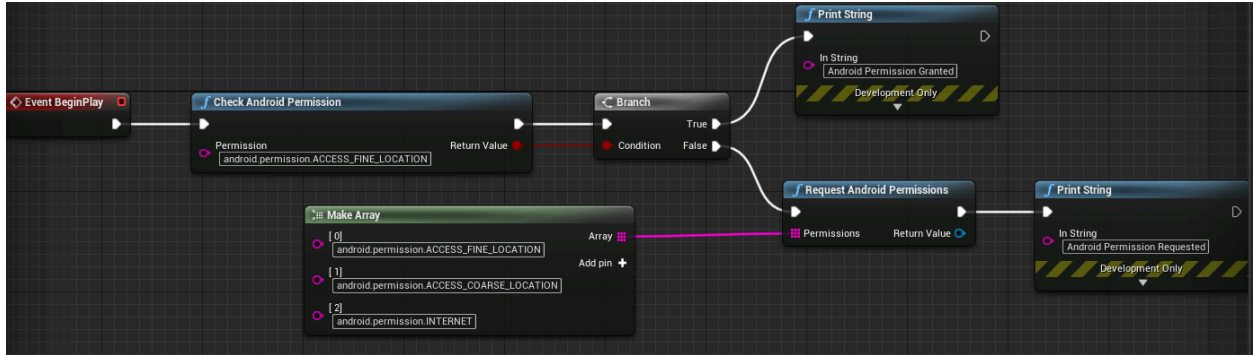 Print String
In String
Android Permission Granted
Development Only
Event BeginPlay
Check Android Permission
Permission
android.permission.ACCESS_FINE_LOCATION
Return Value
Branch
True
Condition
False
Make Array
[0]
android.permission.ACCESS_FINE_LOCATION
Array
Add pin
[1]
android.permission.ACCESS_COARSE_LOCATION
[2]
android.permission.INTERNET
Request Android Permissions
Permissions
Return Value
Print String
In String
Android Permission Requested
Development Only